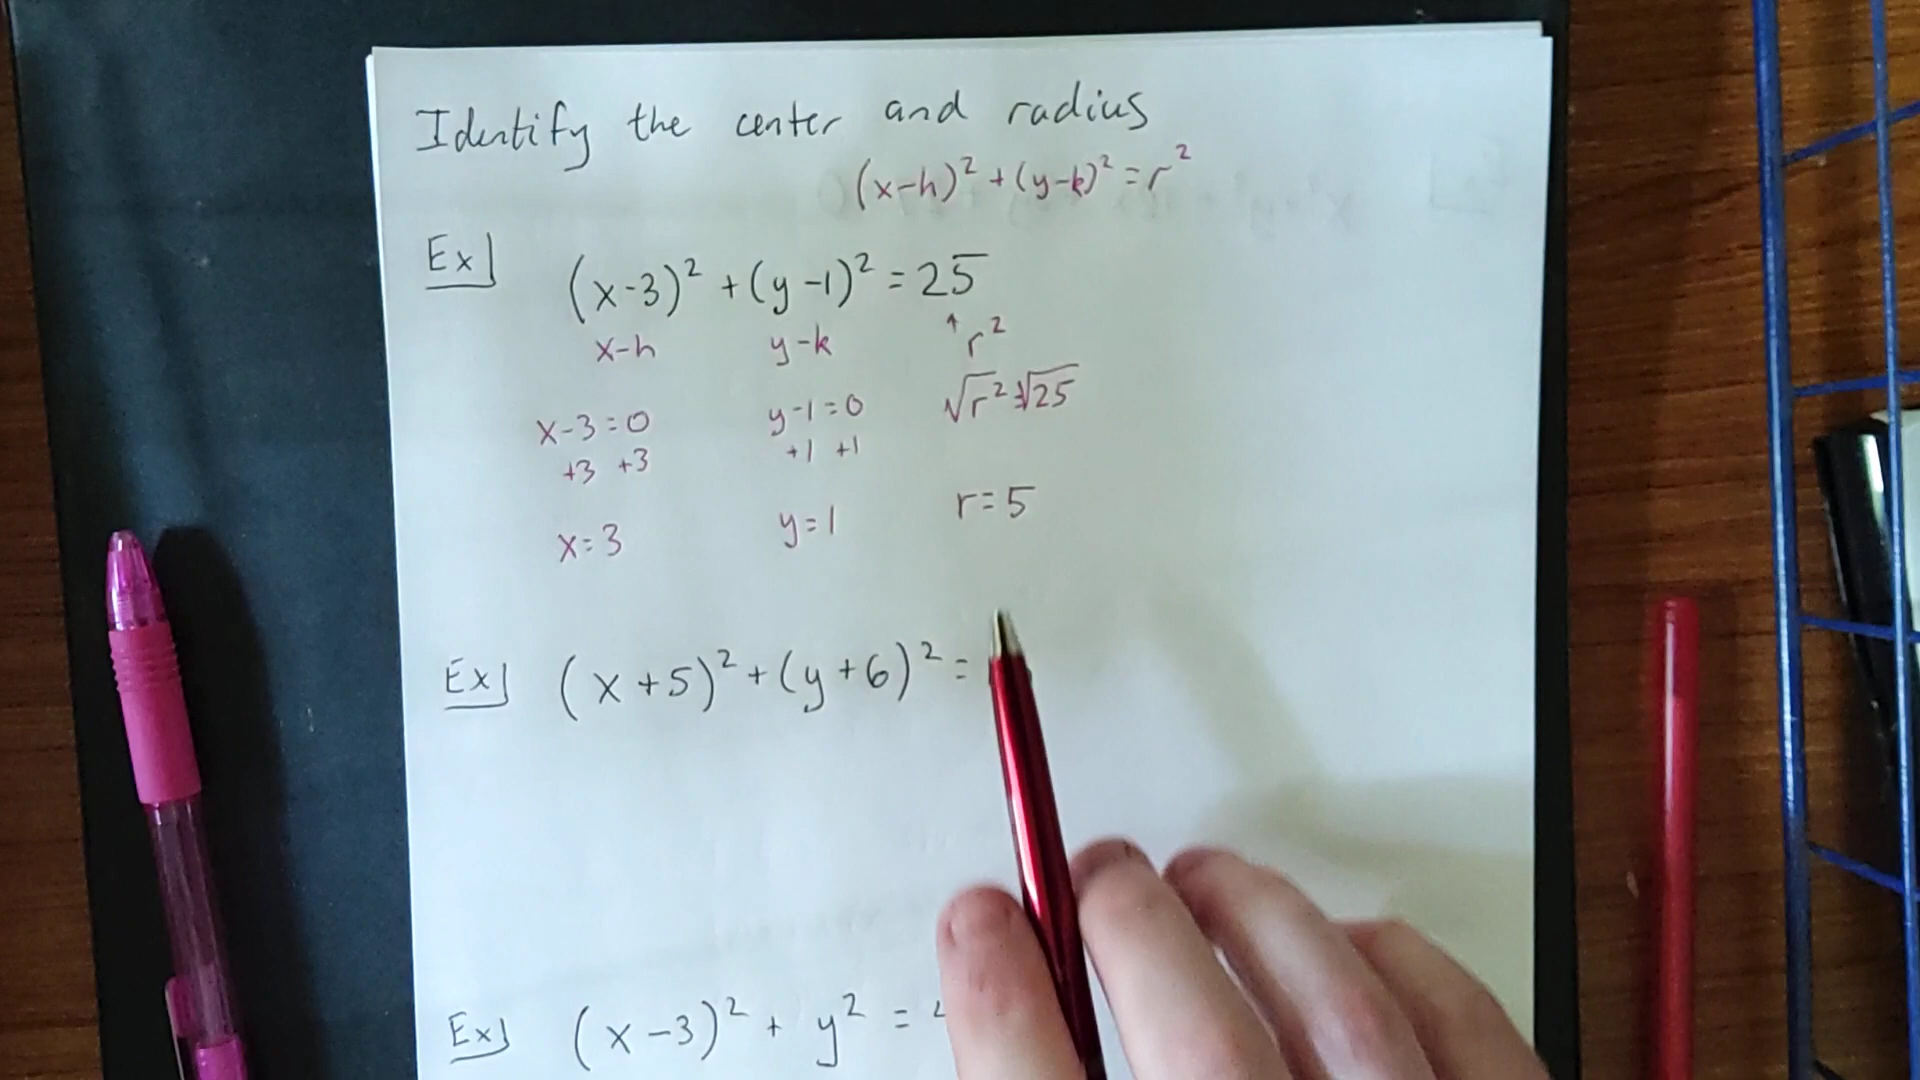 Identify the center and radius
(x-h)² + (y-k)² = r²
Ex] (x-3)² + (y-1)² = 25
x-h y-k ↑ r²
x-3=0 y-1=0 √r² = √25
+3 +3 +1 +1
x=3 y=1 r=5
Ex] (x+5)² + (y+6)² =
Ex] (x-3)² + y² =